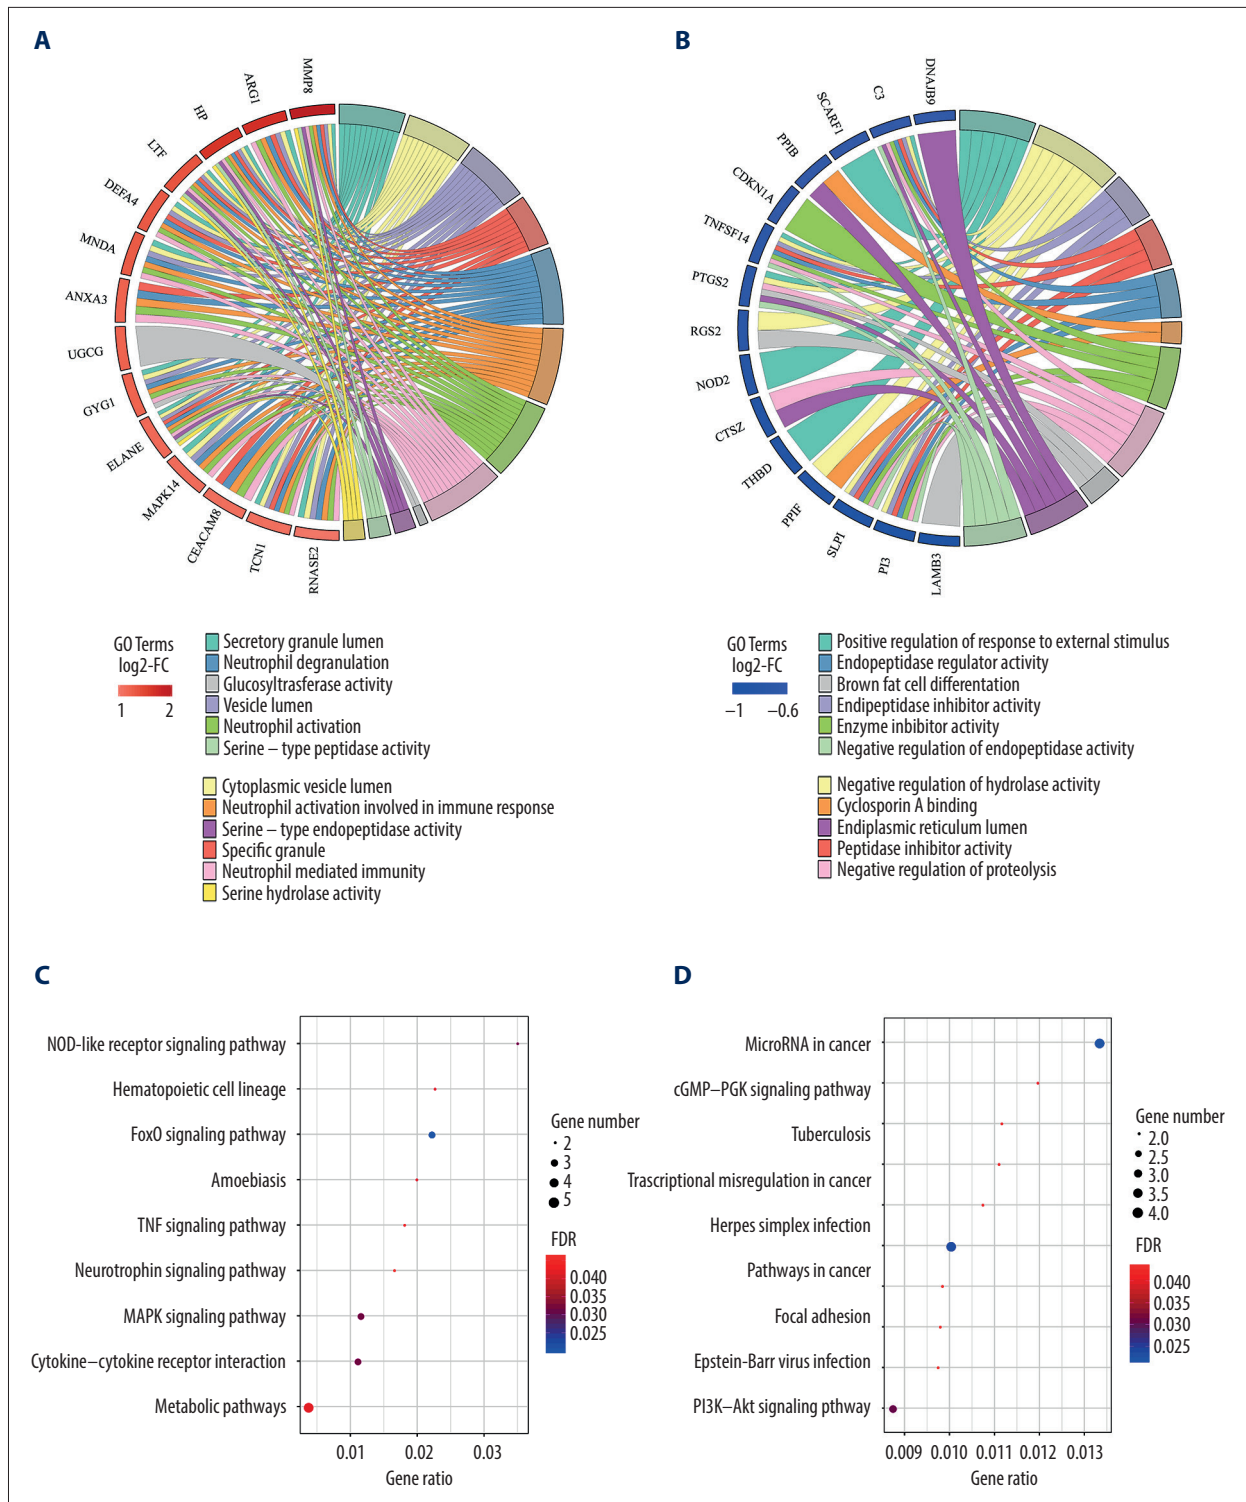 A
MMP8
ARG1
HP
LTF
DEFA4
MNDA
ANXA3
UGCG
GYG1
ELANE
MAPK14
CEACAM8
TCN1
RNASE2
GO Terms
log2-FC
1 2
Secretory granule lumen
Neutrophil degranulation
Glucosyltrasferase activity
Vesicle lumen
Neutrophil activation
Serine – type peptidase activity
Cytoplasmic vesicle lumen
Neutrophil activation involved in immune response
Serine – type endopeptidase activity
Specific granule
Neutrophil mediated immunity
Serine hydrolase activity
B
DNAJB9
C3
SCARF1
PPIB
CDKN1A
TNFSF14
PTGS2
RGS2
NOD2
CTSZ
THBD
PPIF
SLPI
PI3
LAMB3
GO Terms
log2-FC
−1 −0.6
Positive regulation of response to external stimulus
Endopeptidase regulator activity
Brown fat cell differentation
Endipeptidase inhibitor activity
Enzyme inbibitor activity
Negative regulation of endopeptidase activity
Negative regulation of hydrolase activity
Cyclosporin A binding
Endiplasmic reticulum lumen
Peptidase inhibitor activity
Negative regulation of proteolysis
C
NOD-like receptor signaling pathway
Hematopoietic cell lineage
FoxO signaling pathway
Amoebiasis
TNF signaling pathway
Neurotrophin signaling pathway
MAPK signaling pathway
Cytokine–cytokine receptor interaction
Metabolic pathways
0.01 0.02 0.03
Gene ratio
Gene number
2
3
4
5
FDR
0.040
0.035
0.030
0.025
D
MicroRNA in cancer
cGMP–PGK signaling pathway
Tuberculosis
Trascriptional misregulation in cancer
Herpes simplex infection
Pathways in cancer
Focal adhesion
Epstein-Barr virus infection
PI3K–Akt signaling pthway
0.009 0.010 0.011 0.012 0.013
Gene ratio
Gene number
2.0
2.5
3.0
3.5
4.0
FDR
0.040
0.035
0.030
0.025